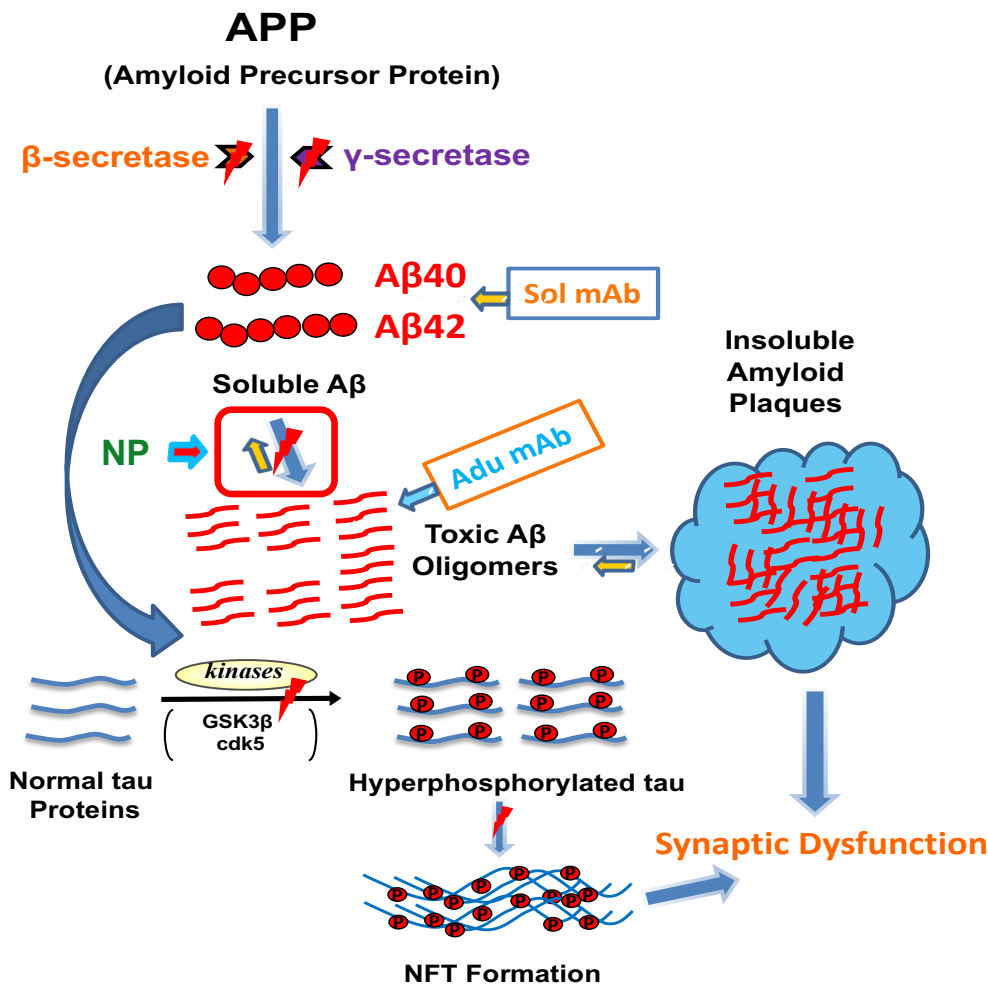 APP
(Amyloid Precursor Protein)
β-secretase
γ-secretase
Aβ40
Sol mAb
Aβ42
Soluble Aβ
Insoluble
Amyloid
Plaques
NP
Adu mAb
Toxic Aβ
Oligomers
kinases
(GSK3β
cdk5)
P P P P
P P P P
P P P P
Normal tau
Proteins
Hyperphosphorylated tau
Synaptic Dysfunction
P P P P P P P P P P P P P P
NFT Formation